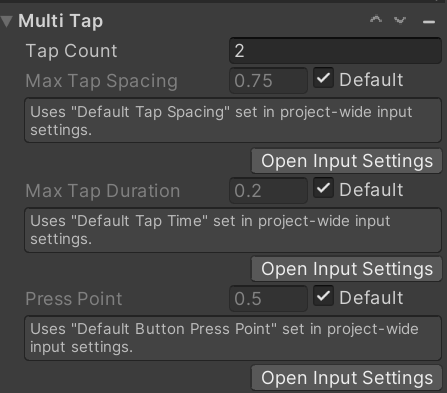 Multi Tap
Tap Count 2
Max Tap Spacing 0.75 Default
Uses "Default Tap Spacing" set in project-wide input
settings.
Open Input Settings
Max Tap Duration 0.2 Default
Uses "Default Tap Time" set in project-wide input
settings.
Open Input Settings
Press Point 0.5 Default
Uses "Default Button Press Point" set in project-wide
input settings.
Open Input Settings